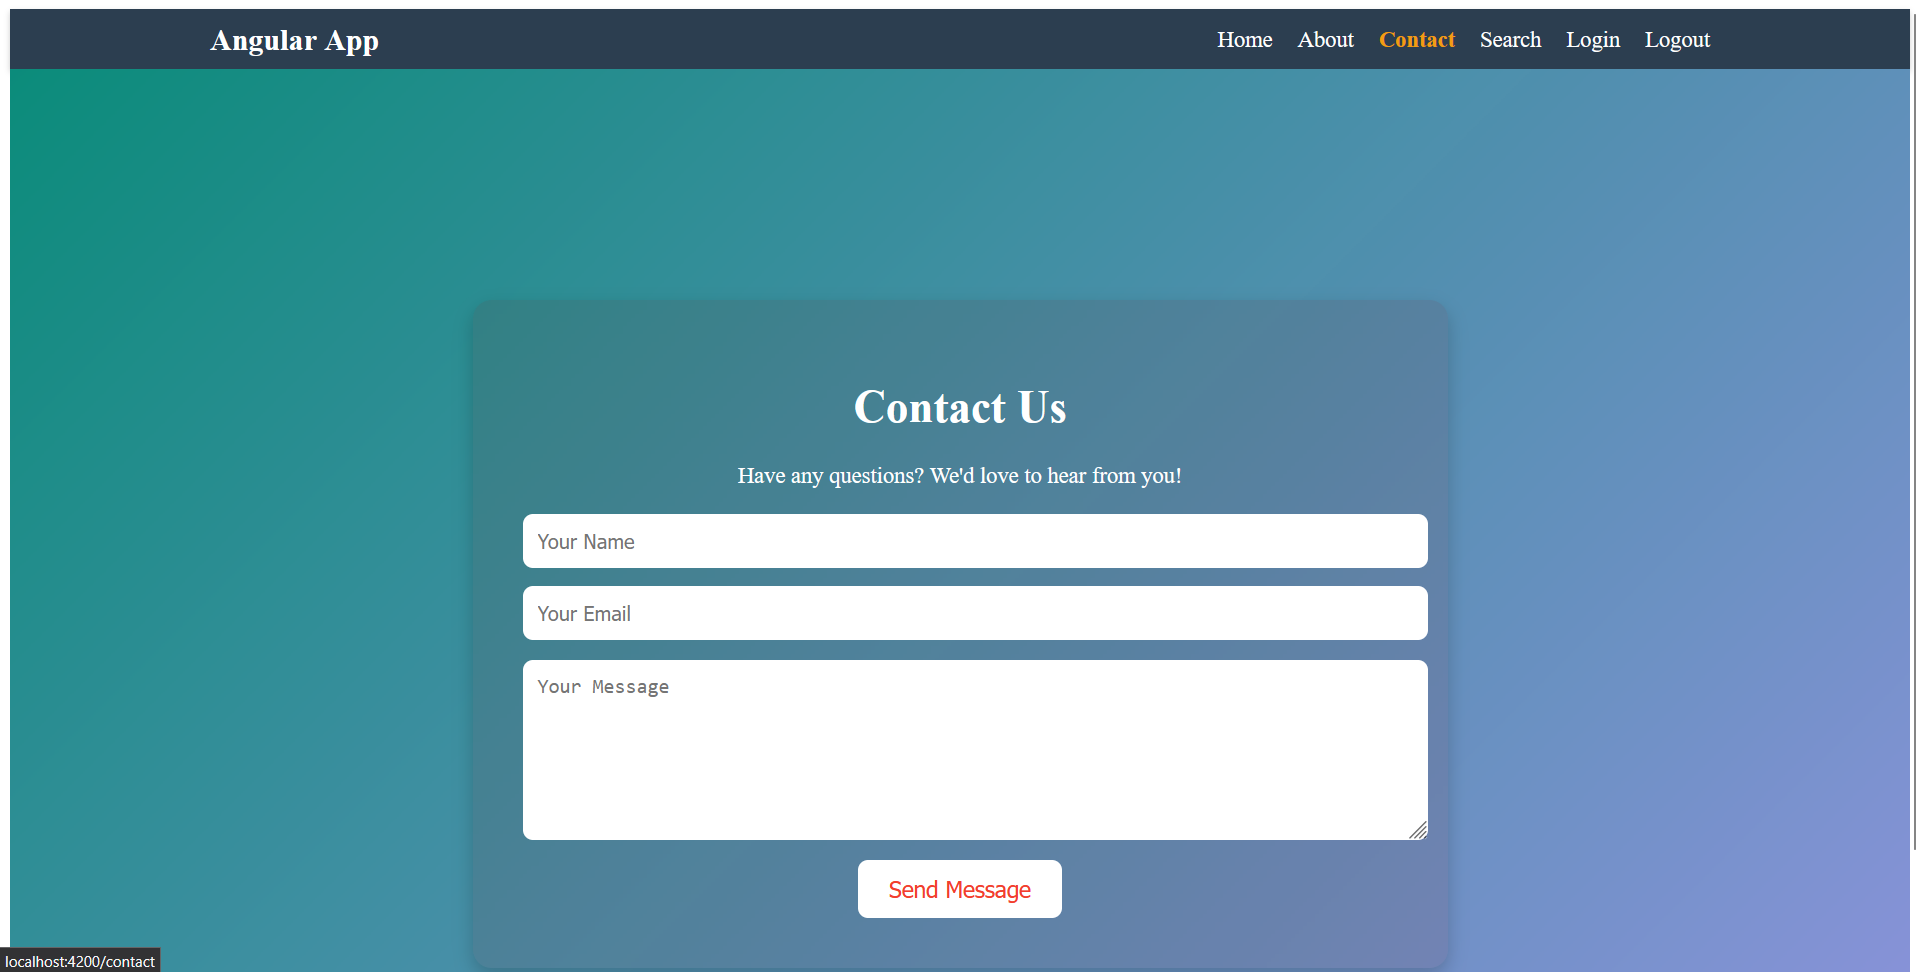 Angular App Home About Contact Search Login Logout
Contact Us
Have any questions? We'd love to hear from you!
Your Name
Your Email
Your Message
Send Message
localhost:4200/contact